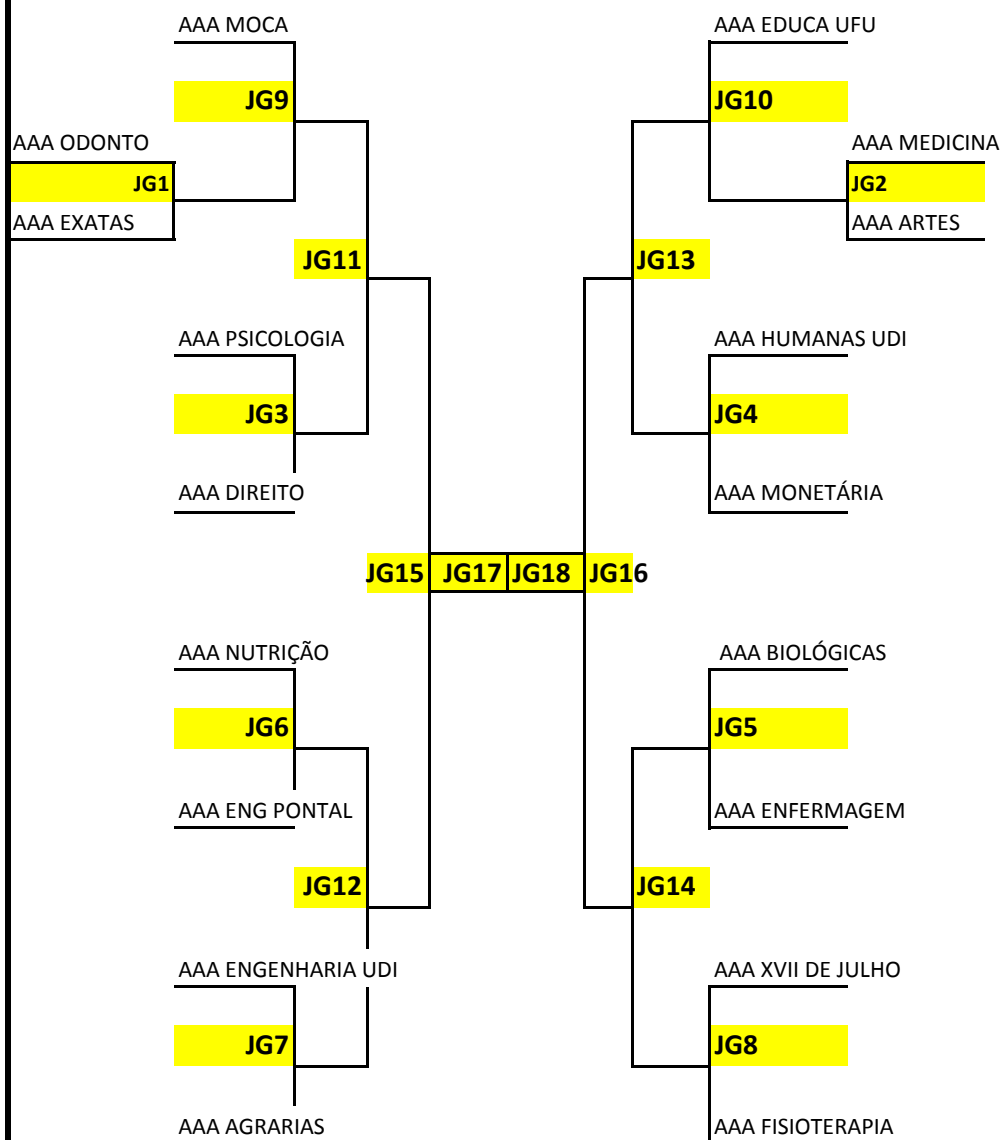 AAA MOCA
AAA EDUCA UFU
JG9
JG10
AAA ODONTO
AAA MEDICINA
JG1
JG2
AAA EXATAS
AAA ARTES
JG11
JG13
AAA PSICOLOGIA
AAA HUMANAS UDI
JG3
JG4
AAA DIREITO
AAA MONETÁRIA
JG15
JG17
JG18
JG16
AAA NUTRIÇÃO
AAA BIOLÓGICAS
JG6
JG5
AAA ENG PONTAL
AAA ENFERMAGEM
JG12
JG14
AAA ENGENHARIA UDI
AAA XVII DE JULHO
JG7
JG8
AAA AGRARIAS
AAA FISIOTERAPIA